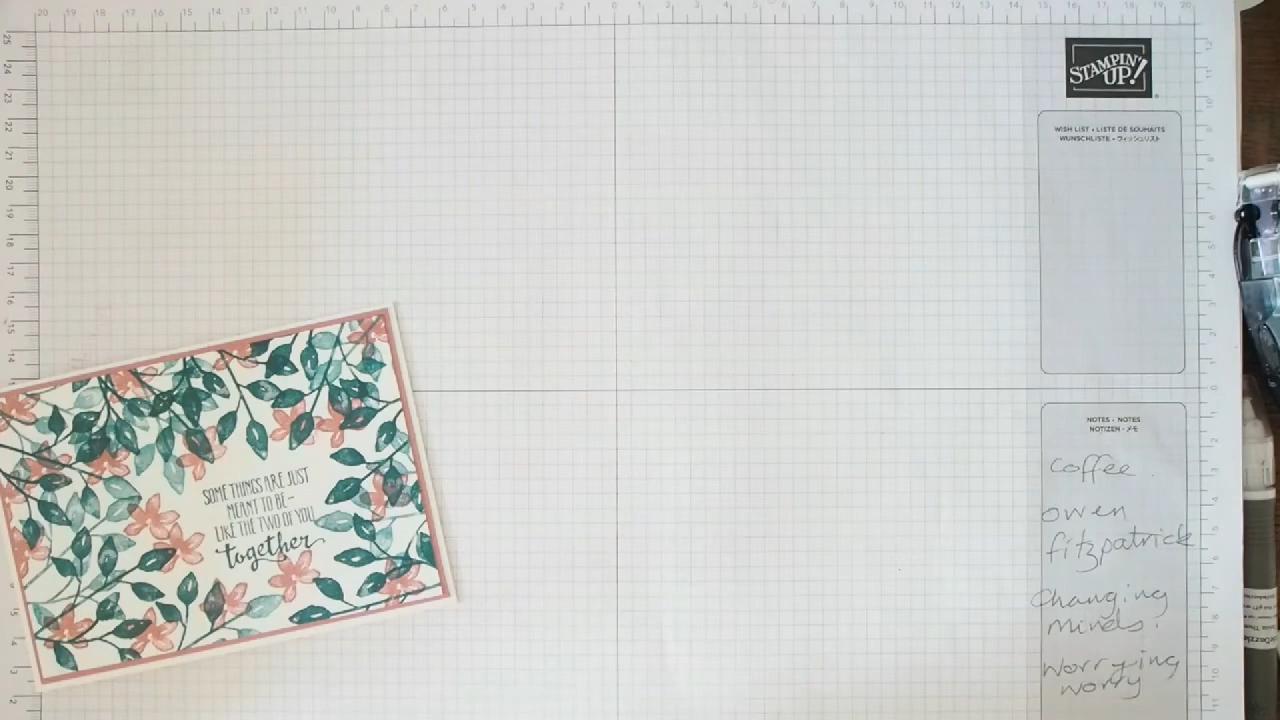 STAMPIN' UP!
WISH LIST • LISTE DE SOUHAITS
WUNSCHLISTE • ウィッシュリスト
NOTES • NOTES
NOTIZEN • メモ
coffee.
owen
fitzpatrick
Changing
Minds.
Worrying
worry
SOME THINGS ARE JUST
MEANT TO BE –
LIKE THE TWO OF YOU
together